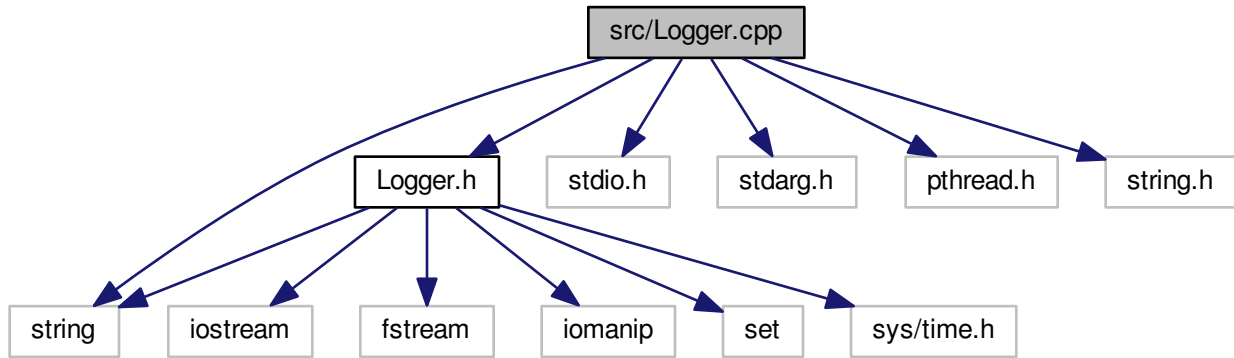 src/Logger.cpp
Logger.h
stdio.h
stdarg.h
pthread.h
string.h
string
iostream
fstream
iomanip
set
sys/time.h